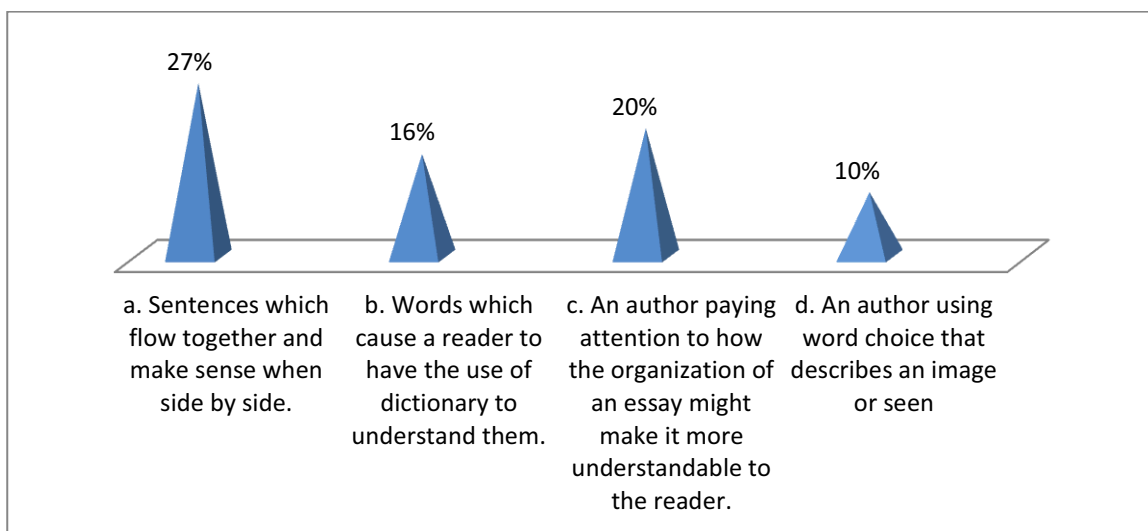 27%
16%
20%
10%
a. Sentences which
flow together and
make sense when
side by side.
b. Words which
cause a reader to
have the use of
dictionary to
understand them.
c. An author paying
attention to how
the organization of
an essay might
make it more
understandable to
the reader.
d. An author using
word choice that
describes an image
or seen